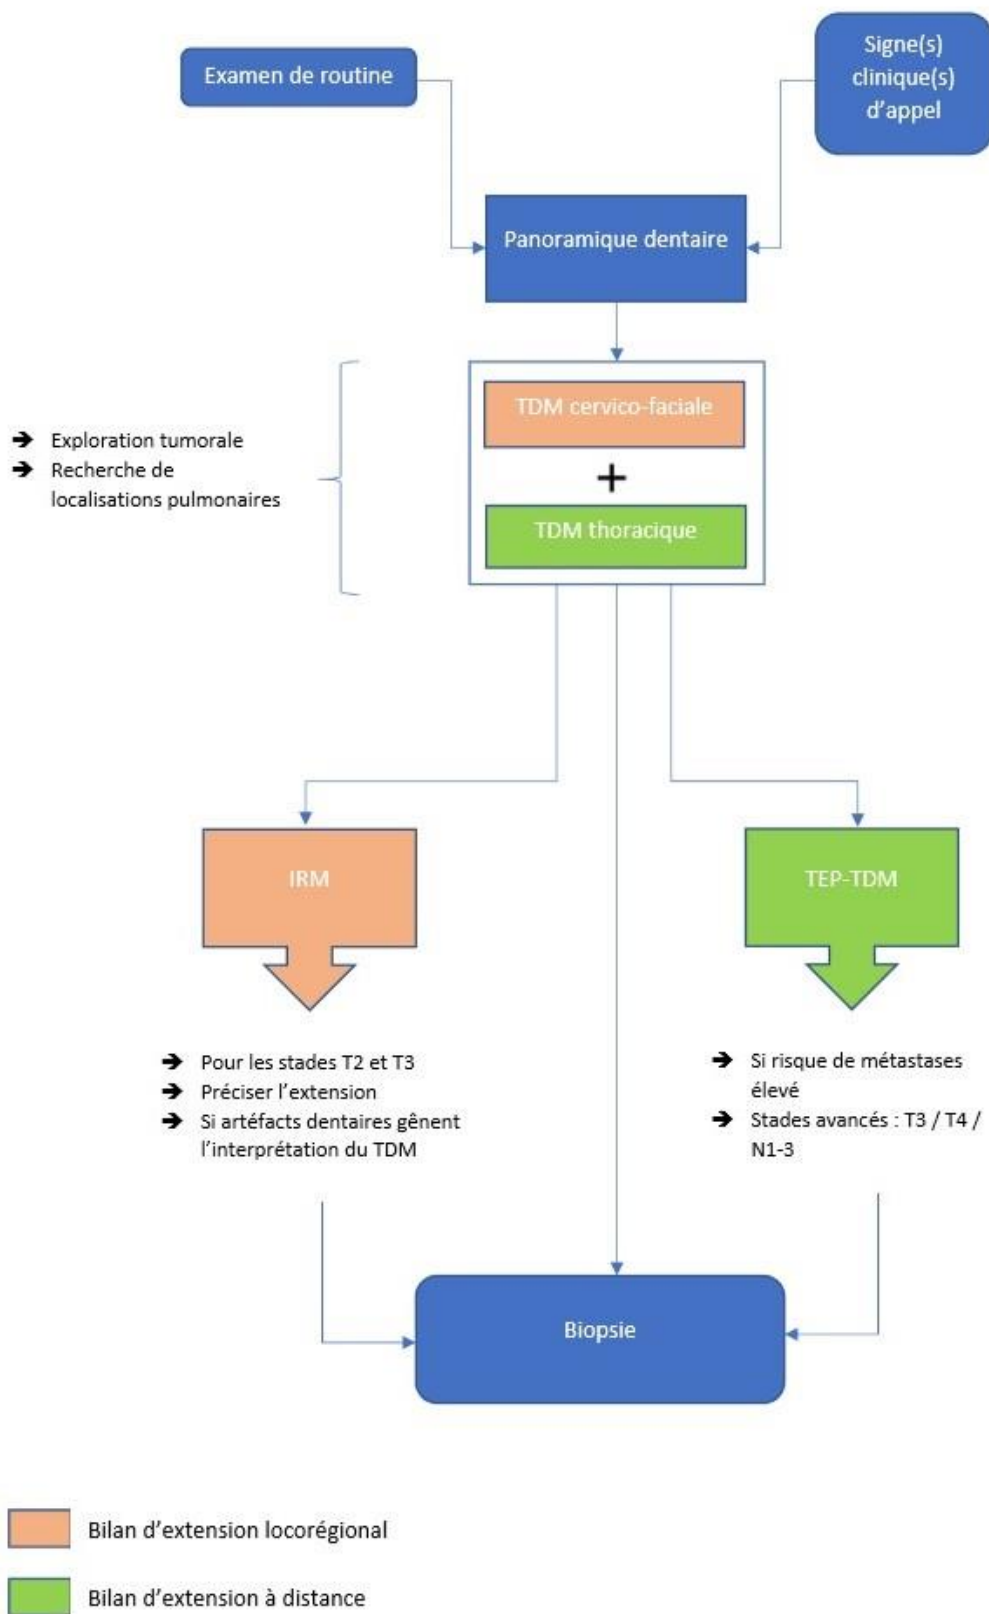 Examen de routine
Signe(s)
clinique(s)
d'appel
Panoramique dentaire
TDM cervico-faciale
+
TDM thoracique
➔ Exploration tumorale
➔ Recherche de
localisations pulmonaires
IRM
TEP-TDM
➔ Pour les stades T2 et T3
➔ Préciser l'extension
➔ Si artéfacts dentaires gênent
l'interprétation du TDM
➔ Si risque de métastases
élevé
➔ Stades avancés : T3 / T4 /
N1-3
Biopsie
Bilan d'extension locorégional
Bilan d'extension à distance